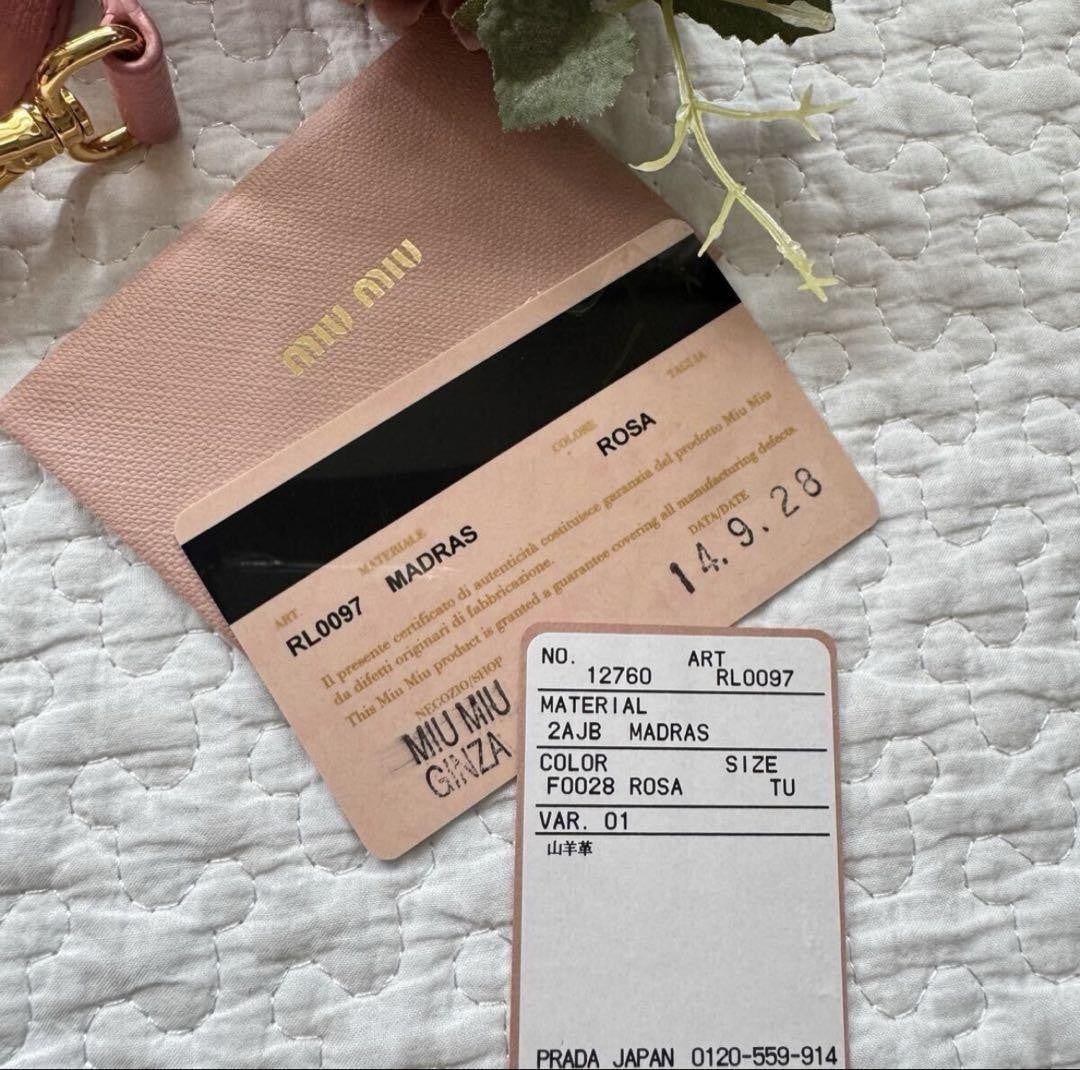 MIU MIU
MATERIALE
COLORE
TAGLIA
ART.
RL0097
MADRAS
ROSA
Il presente certificato di autenticità costituisce garanzia del prodotto Miu Miu
da difetti originari di fabbricazione.
This Miu Miu product is granted a guarantee covering all manufacturing defects.
NEGOZIO/SHOP
DATA/DATE
MIU MIU
GINZA
14.9.28
NO. ART
12760 RL0097
MATERIAL
2AJB MADRAS
COLOR SIZE
F0028 ROSA TU
VAR. 01
山羊革
PRADA JAPAN 0120-559-914